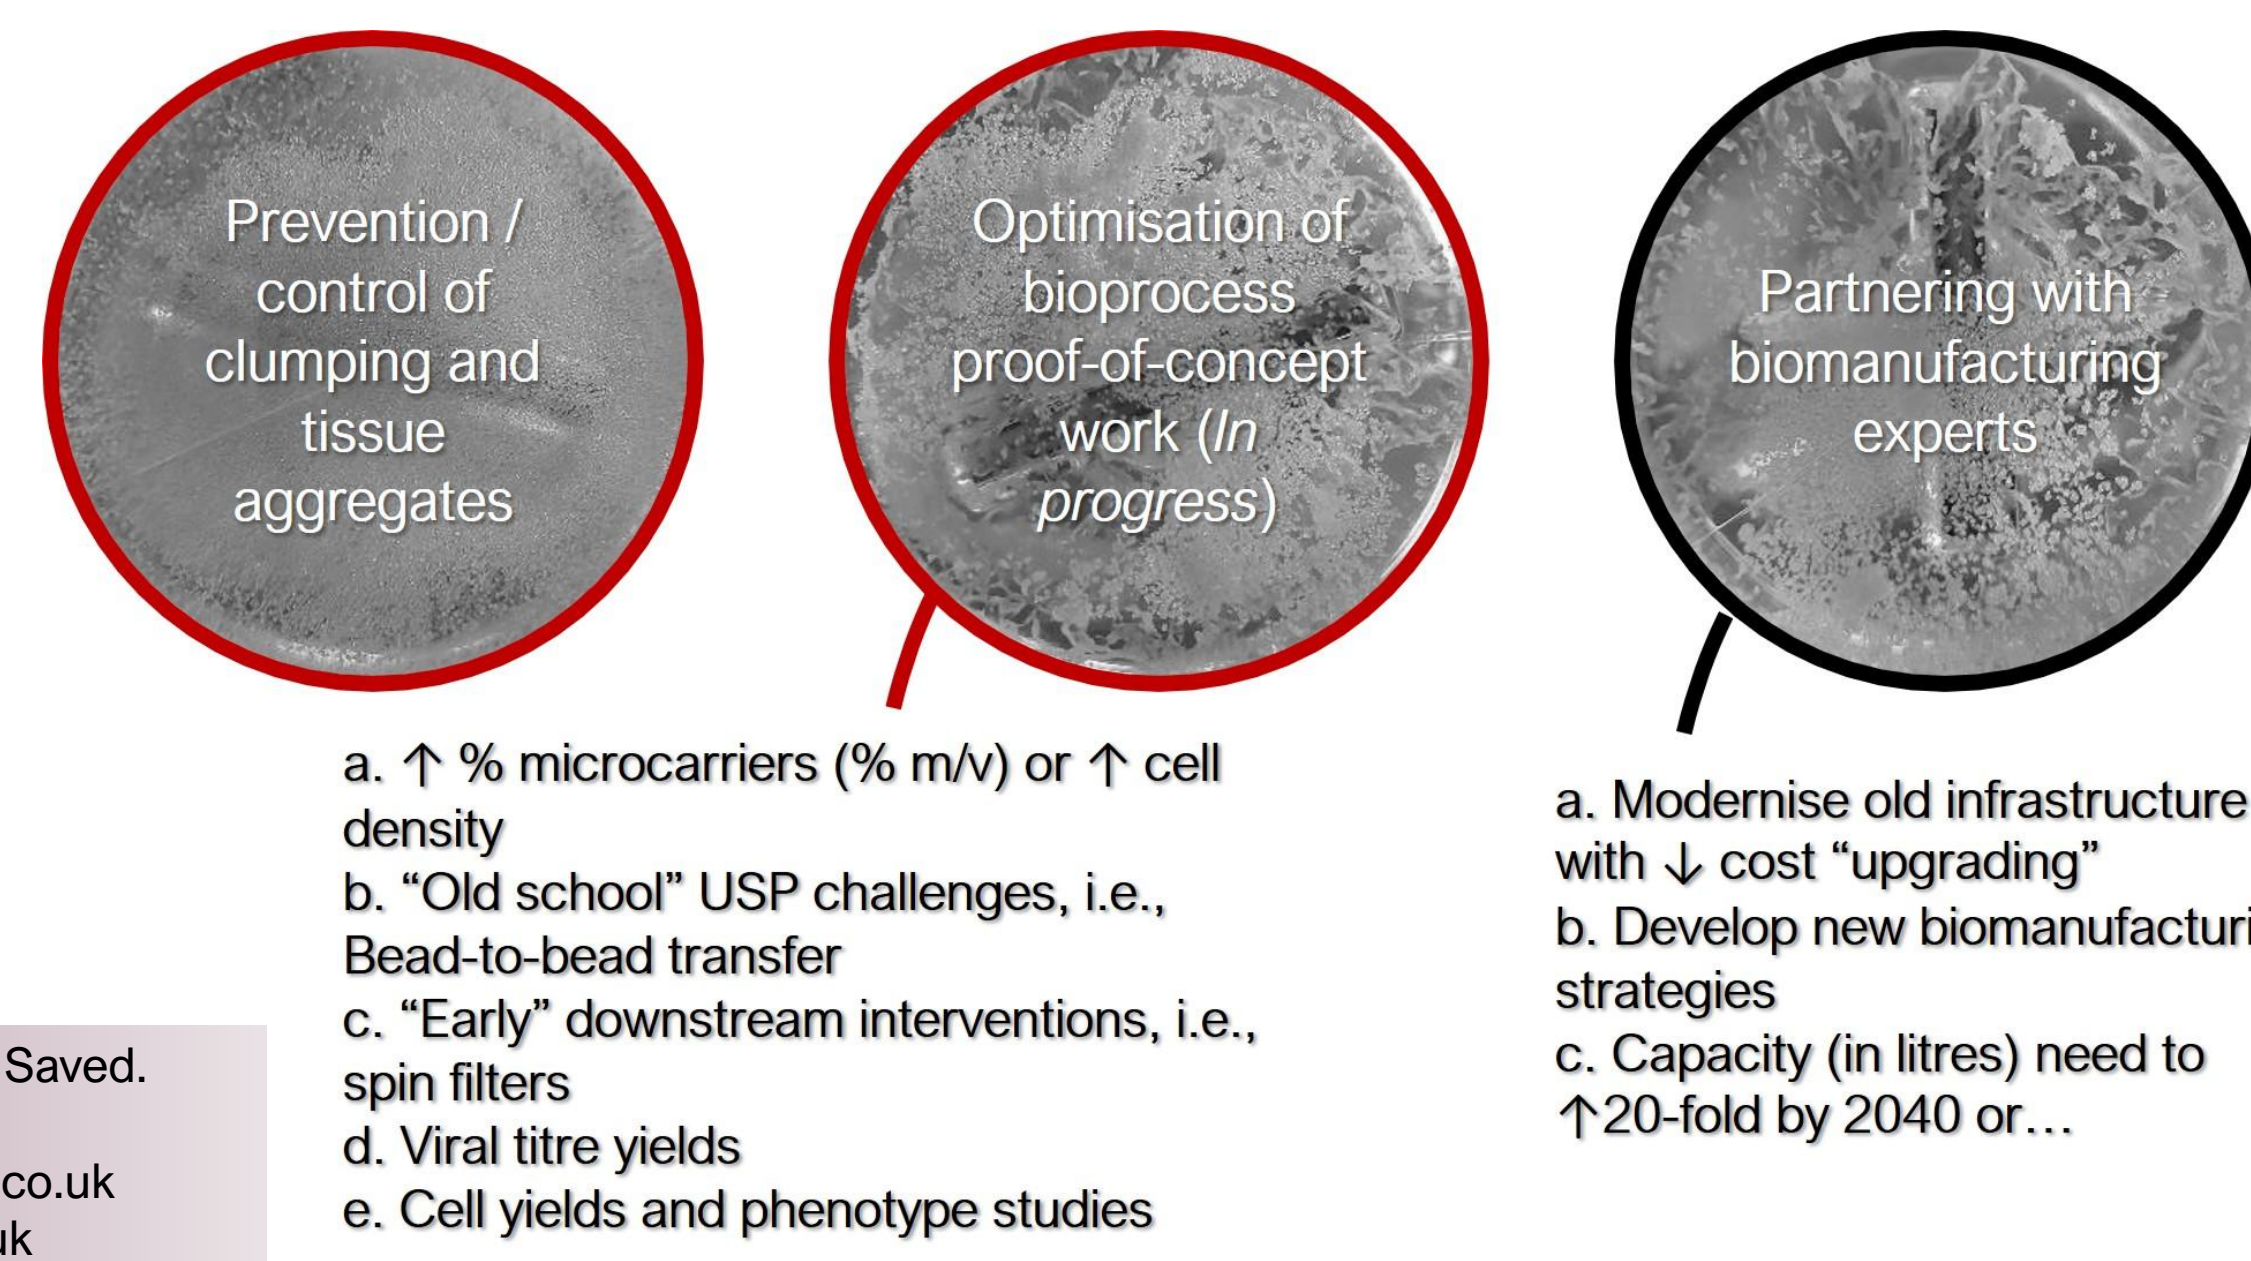 Prevention /
control of
clumping and
tissue
aggregates
Optimisation of
bioprocess
proof-of-concept
work (In
progress)
Partnering with
biomanufacturing
experts
a. ↑ % microcarriers (% m/v) or ↑ cell
density
b. “Old school” USP challenges, i.e.,
Bead-to-bead transfer
c. “Early” downstream interventions, i.e.,
spin filters
d. Viral titre yields
e. Cell yields and phenotype studies
a. Modernise old infrastructure
with ↓ cost “upgrading”
b. Develop new biomanufacturi
strategies
c. Capacity (in litres) need to
↑20-fold by 2040 or…
Saved.
co.uk
uk